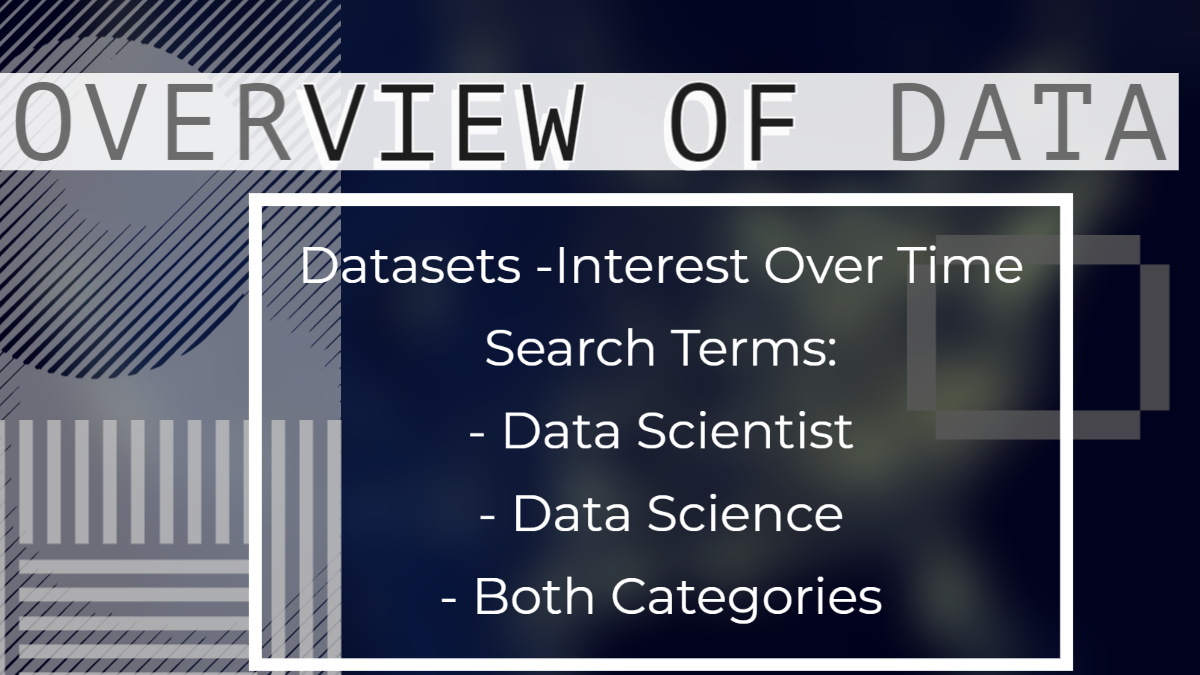 OVERVIEW OF DATA
Datasets -Interest Over Time
Search Terms:
- Data Scientist
- Data Science
- Both Categories